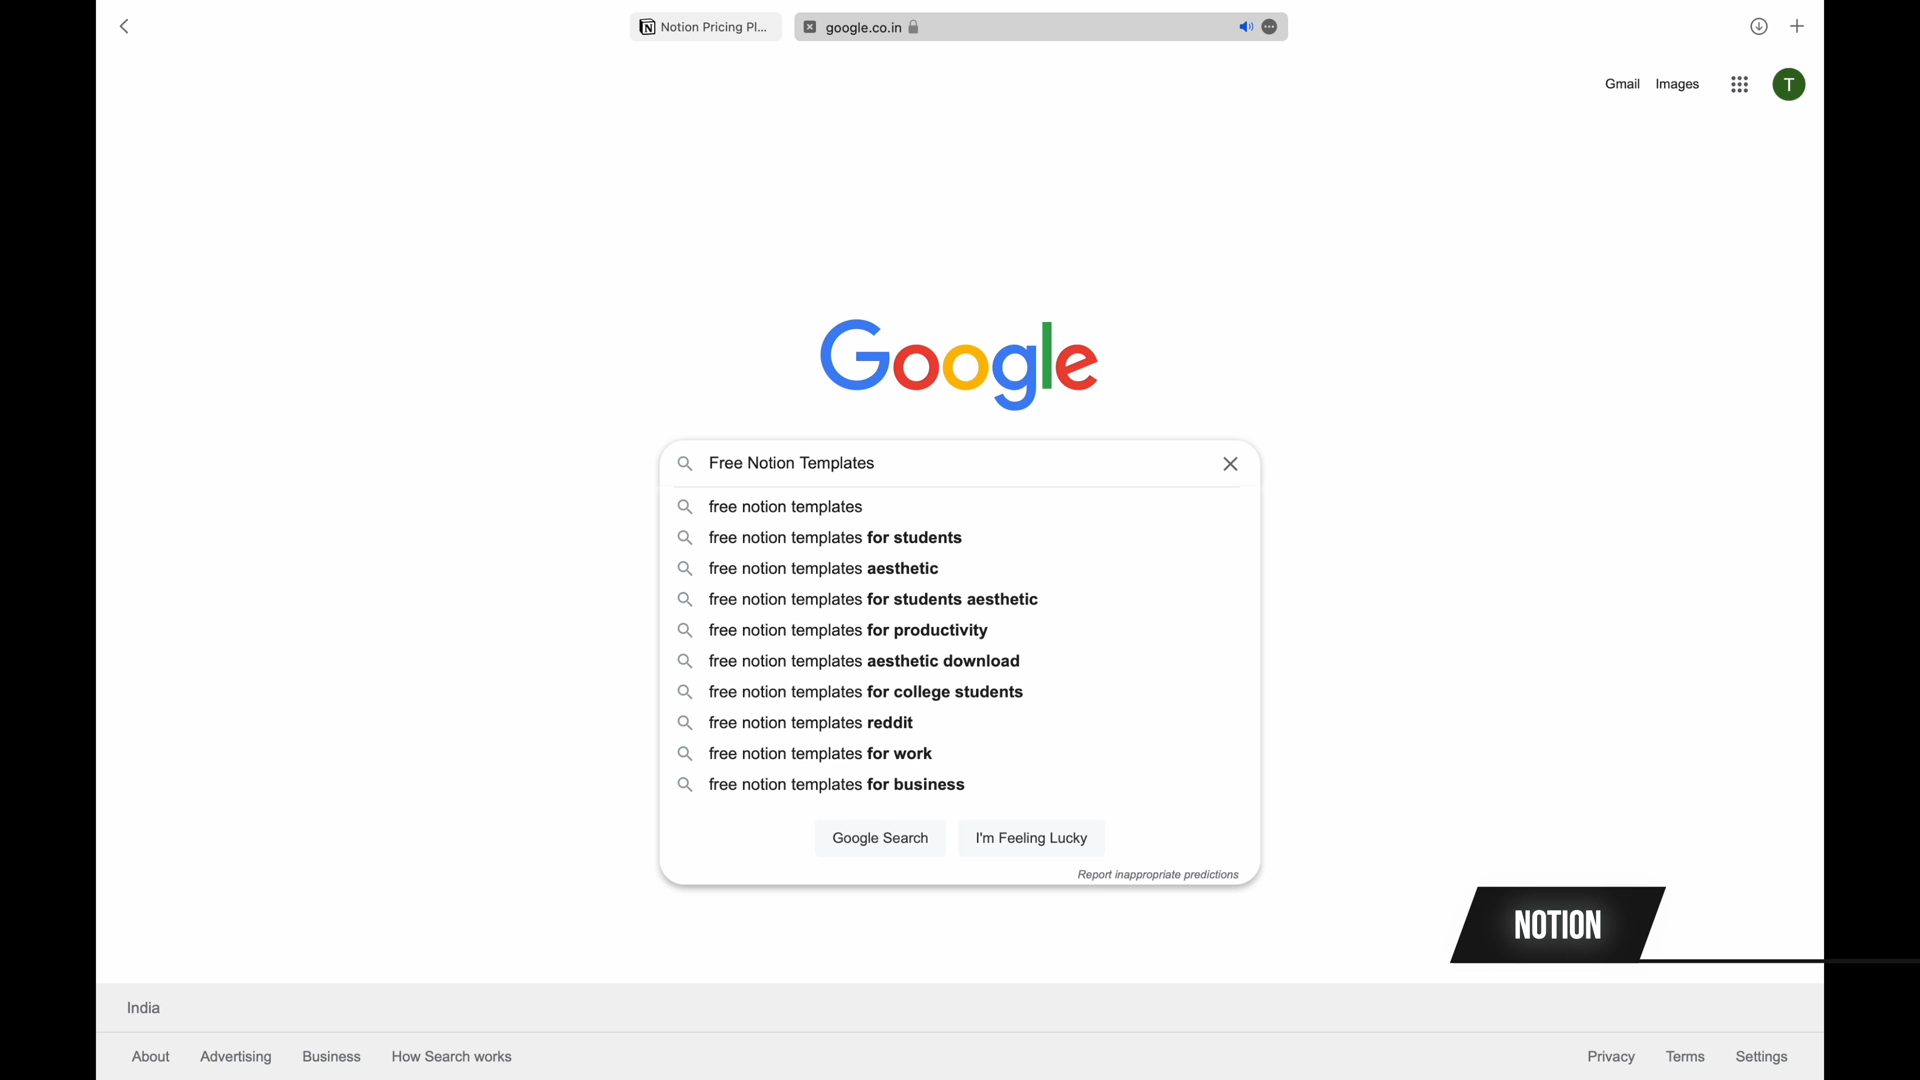 Notion Pricing Pl...
google.co.in
Gmail Images
T
Google
Free Notion Templates
free notion templates
free notion templates for students
free notion templates aesthetic
free notion templates for students aesthetic
free notion templates for productivity
free notion templates aesthetic download
free notion templates for college students
free notion templates reddit
free notion templates for work
free notion templates for business
Google Search I'm Feeling Lucky
Report inappropriate predictions
NOTION
India
About Advertising Business How Search works Privacy Terms Settings